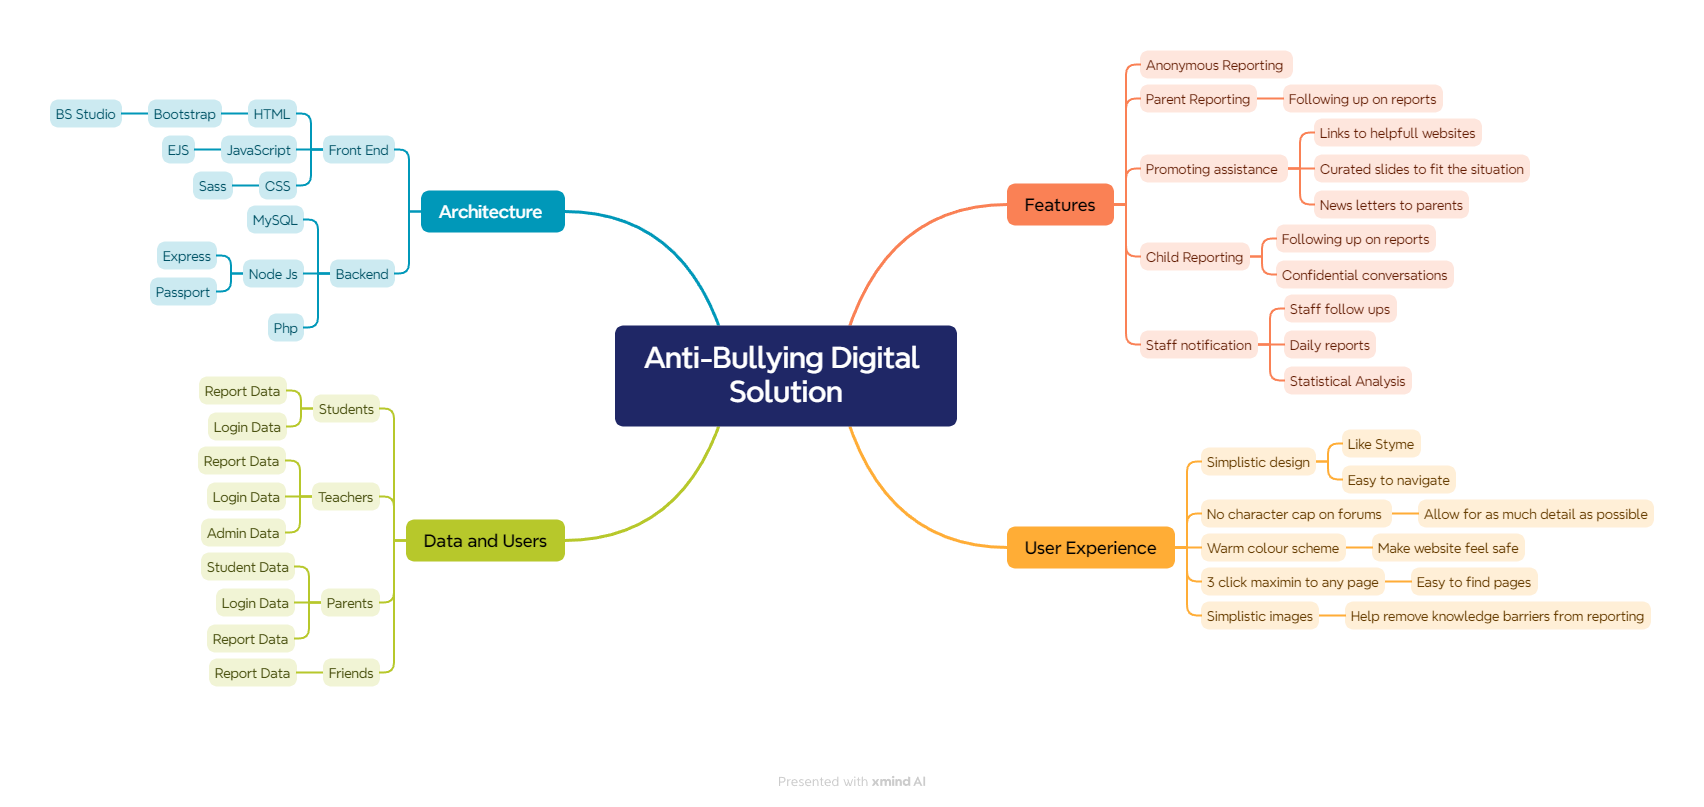 Anti-Bullying Digital
Solution
Architecture
Front End
HTML
Bootstrap
BS Studio
JavaScript
EJS
CSS
Sass
Backend
MySQL
Node Js
Express
Passport
Php
Data and Users
Students
Report Data
Login Data
Teachers
Report Data
Login Data
Admin Data
Parents
Student Data
Login Data
Report Data
Friends
Report Data
Features
Anonymous Reporting
Parent Reporting
Following up on reports
Promoting assistance
Links to helpfull websites
Curated slides to fit the situation
News letters to parents
Child Reporting
Following up on reports
Confidential conversations
Staff notification
Staff follow ups
Daily reports
Statistical Analysis
User Experience
Simplistic design
Like Styme
Easy to navigate
No character cap on forums
Allow for as much detail as possible
Warm colour scheme
Make website feel safe
3 click maximin to any page
Easy to find pages
Simplistic images
Help remove knowledge barriers from reporting
Presented with xmind AI